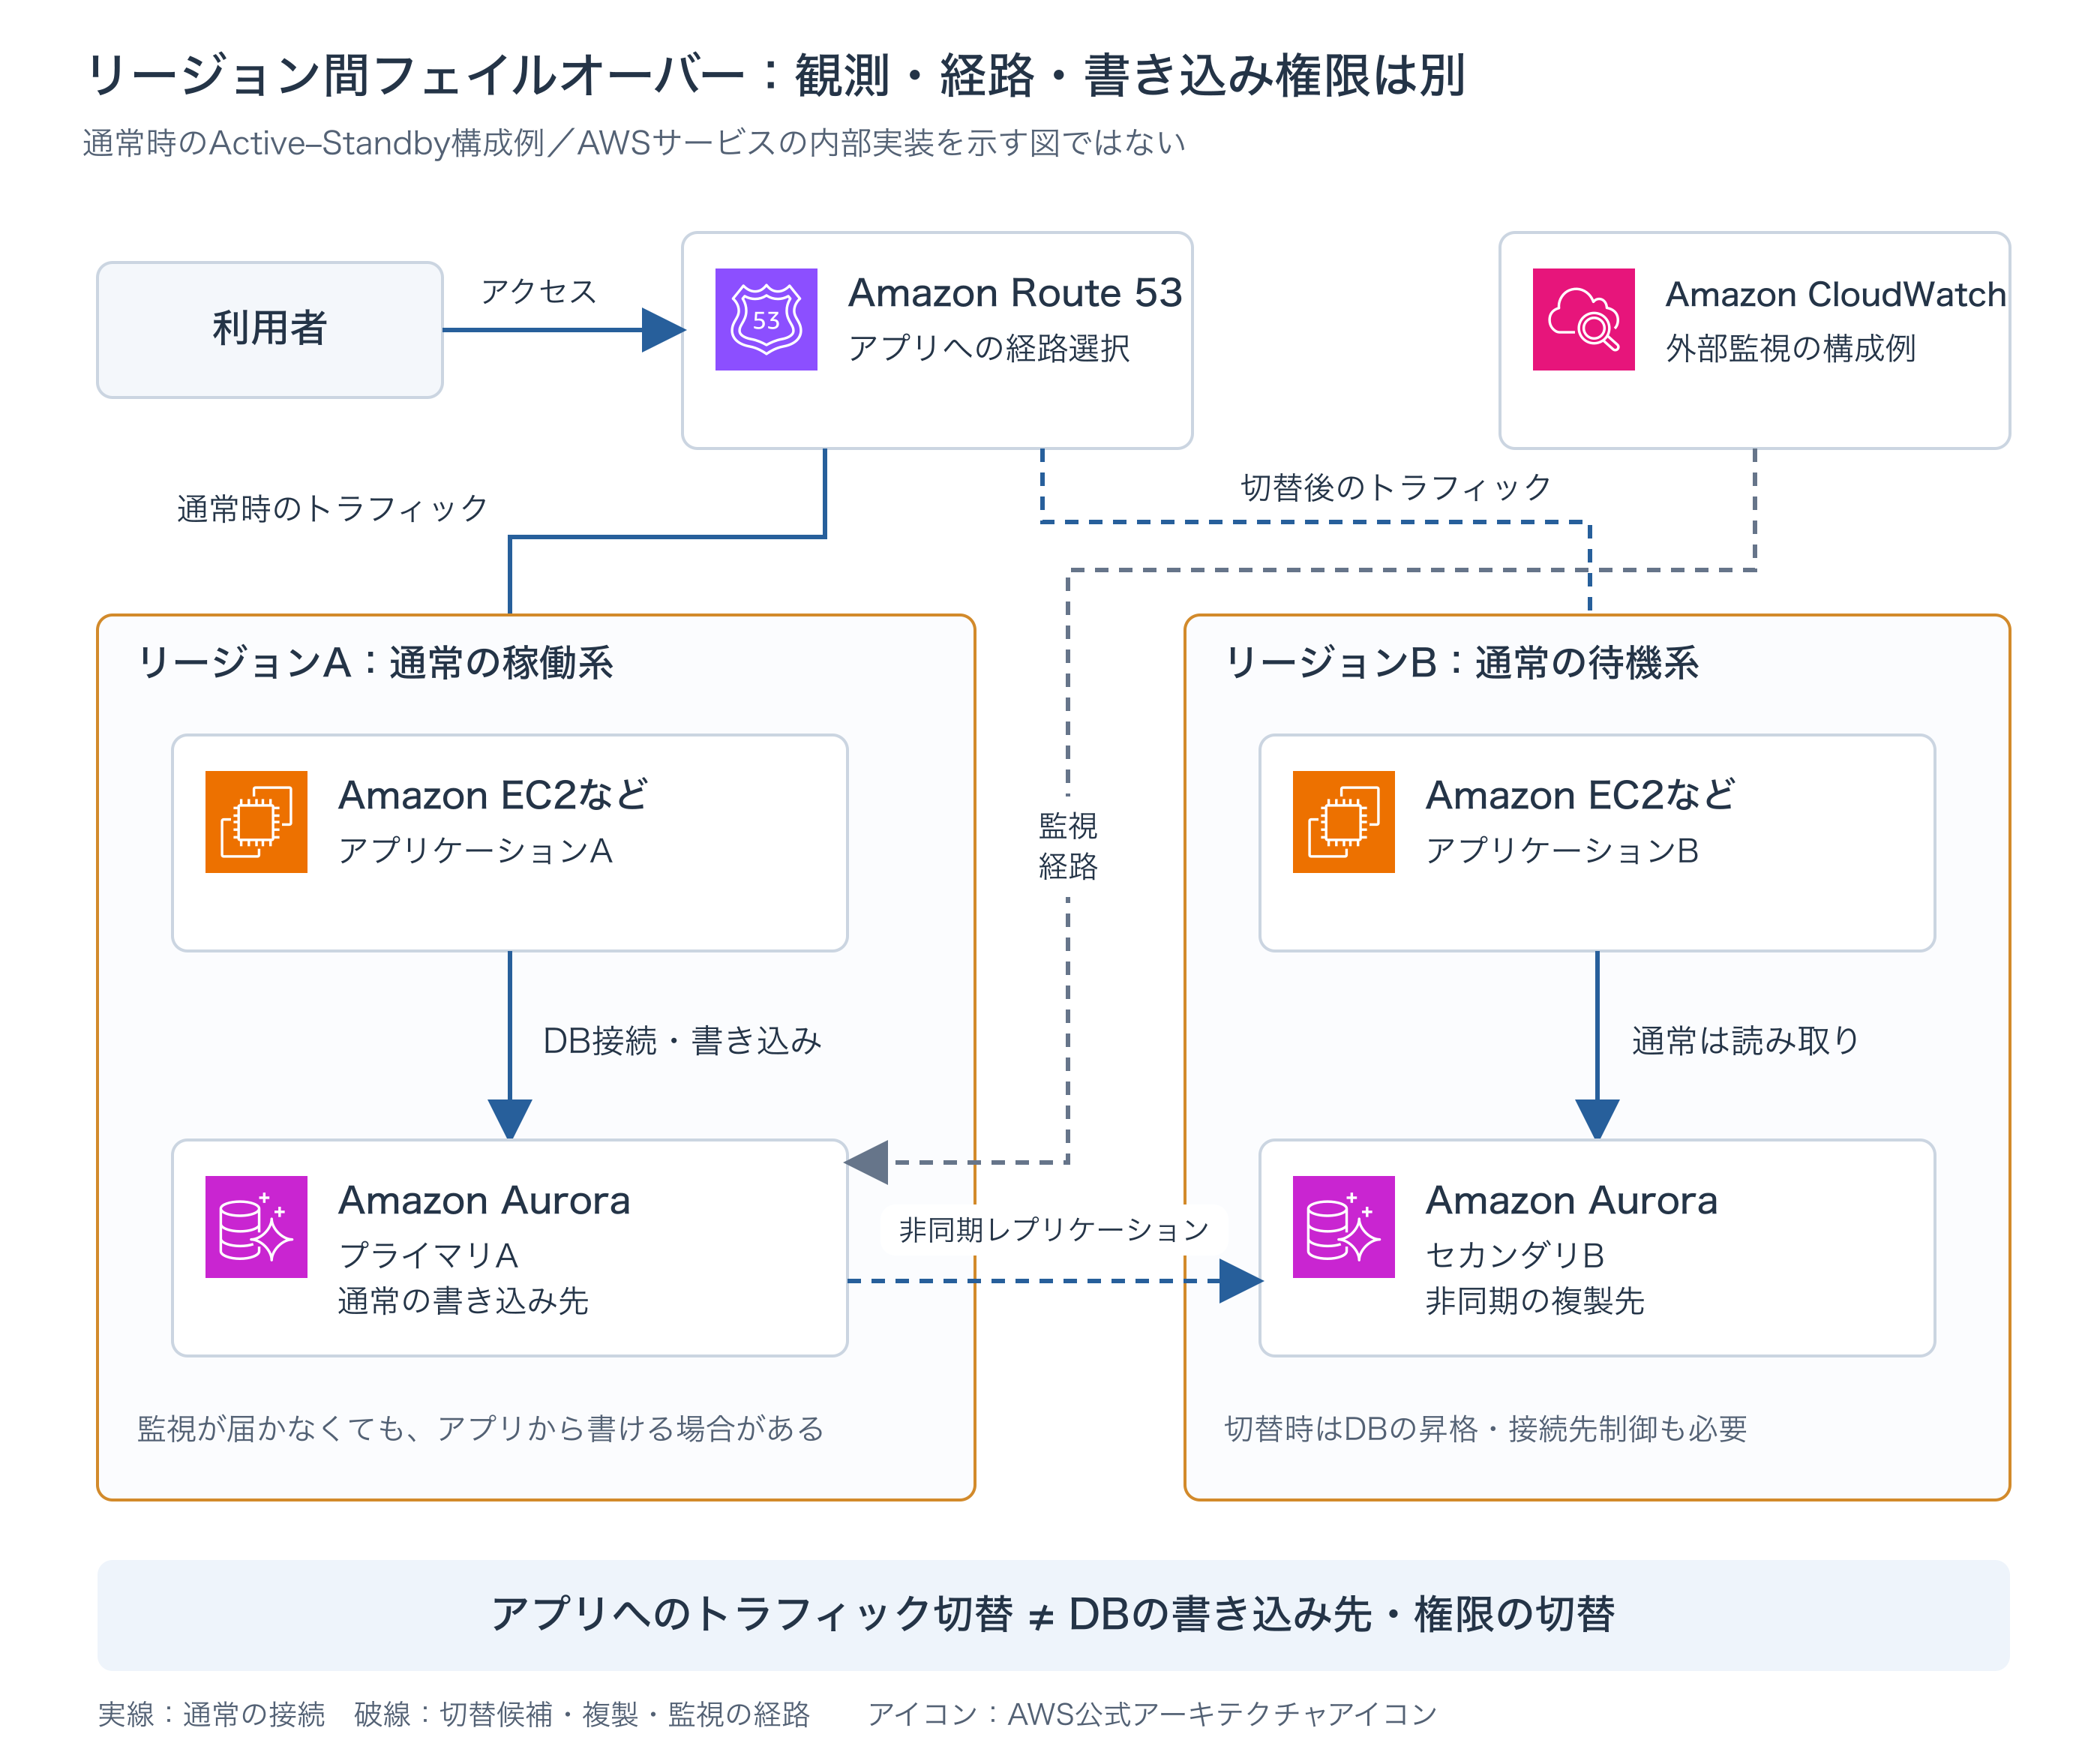 リージョン間フェイルオーバー：観測・経路・書き込み権限は別
通常時のActive–Standby構成例／AWSサービスの内部実装を示す図ではない
利用者
アクセス
53
Amazon Route 53
アプリへの経路選択
Amazon CloudWatch
外部監視の構成例
通常時のトラフィック
切替後のトラフィック
リージョンA：通常の稼働系
Amazon EC2など
アプリケーションA
DB接続・書き込み
Amazon Aurora
プライマリA
通常の書き込み先
監視が届かなくても、アプリから書ける場合がある
監視
経路
非同期レプリケーション
リージョンB：通常の待機系
Amazon EC2など
アプリケーションB
通常は読み取り
Amazon Aurora
セカンダリB
非同期の複製先
切替時はDBの昇格・接続先制御も必要
アプリへのトラフィック切替 ≠ DBの書き込み先・権限の切替
実線：通常の接続　破線：切替候補・複製・監視の経路　　アイコン：AWS公式アーキテクチャアイコン